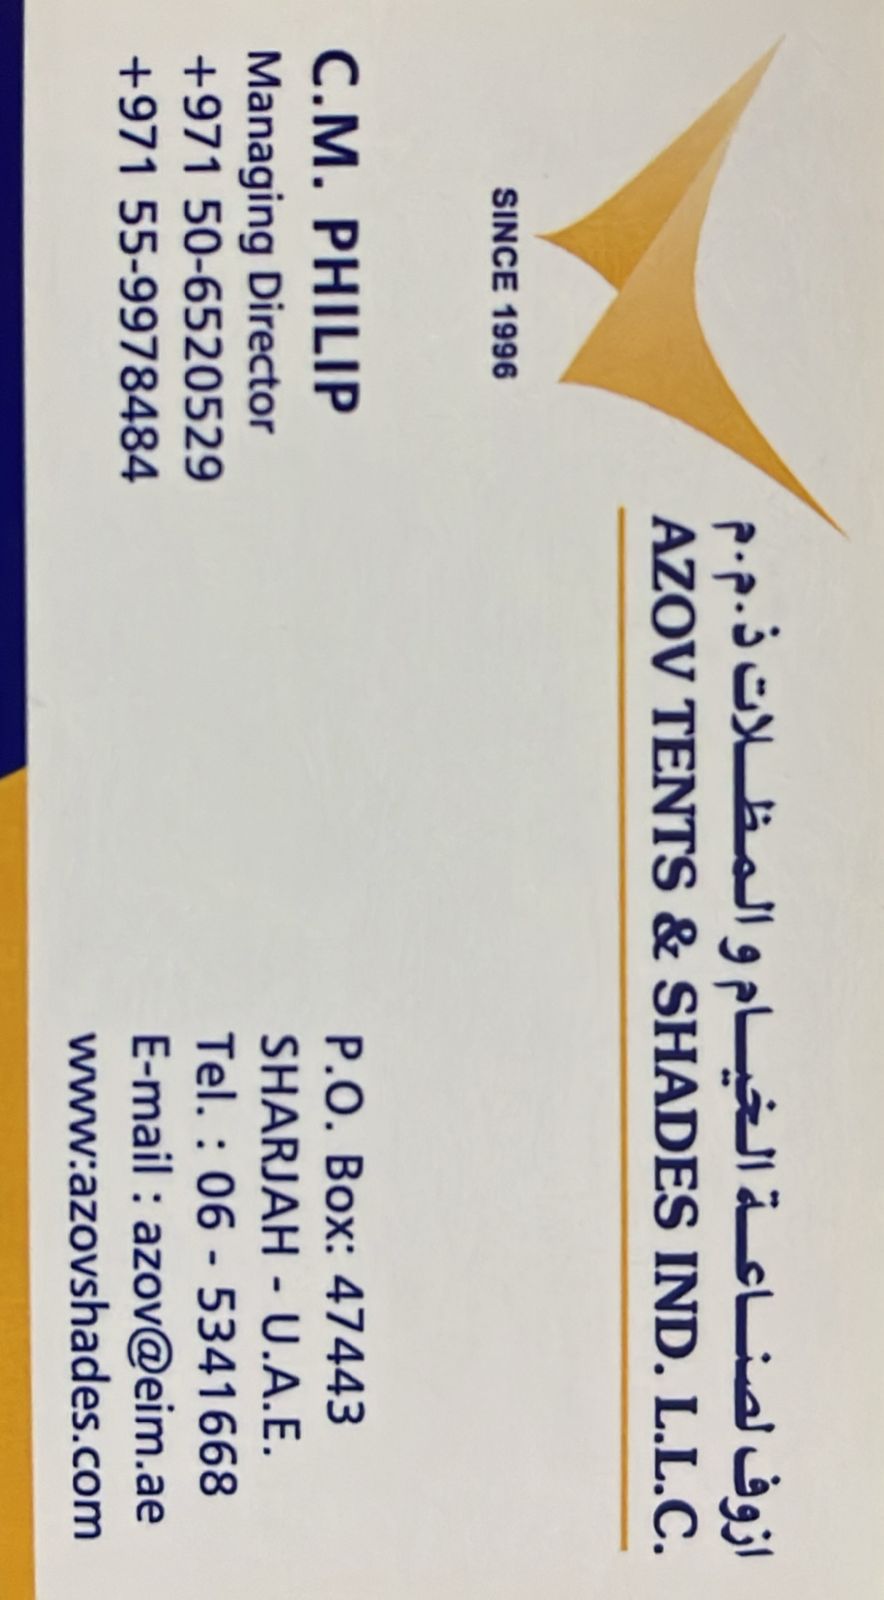 ازوف لصناعة الخيام و المظلات ذ.م.م
AZOV TENTS & SHADES IND. L.L.C.
SINCE 1996
C.M. PHILIP
Managing Director
+971 50-6520529
+971 55-9978484
P.O. Box: 47443
SHARJAH - U.A.E.
Tel. : 06 - 5341668
E-mail : azov@eim.ae
www:azovshades.com